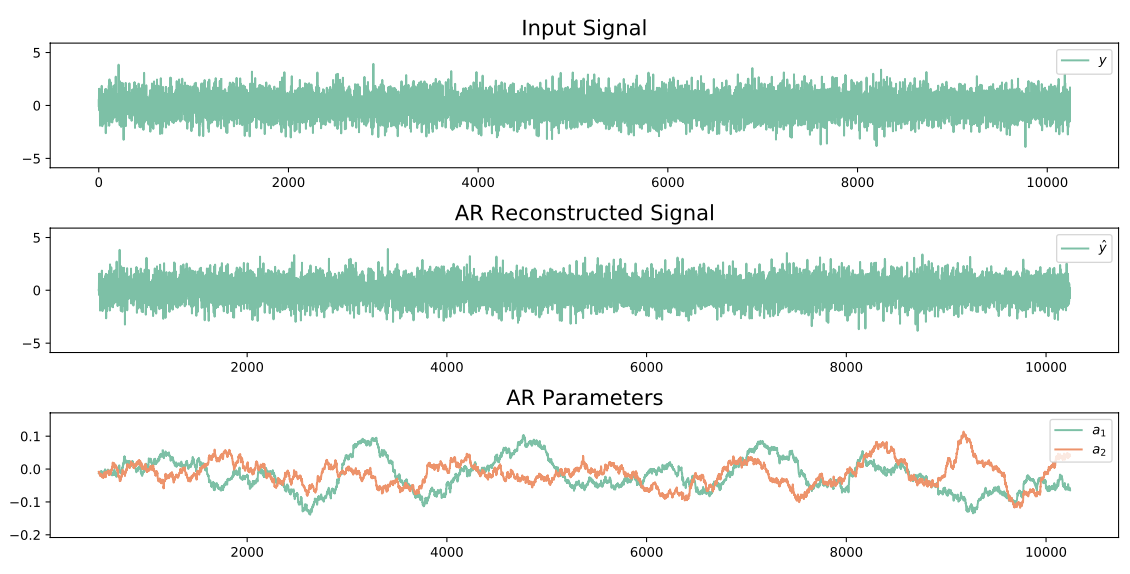 Input Signal
5
0
−5
y
0 2000 4000 6000 8000 10000
AR Reconstructed Signal
5
0
−5
ŷ
2000 4000 6000 8000 10000
AR Parameters
0.1
0.0
−0.1
−0.2
a₁
a₂
2000 4000 6000 8000 10000